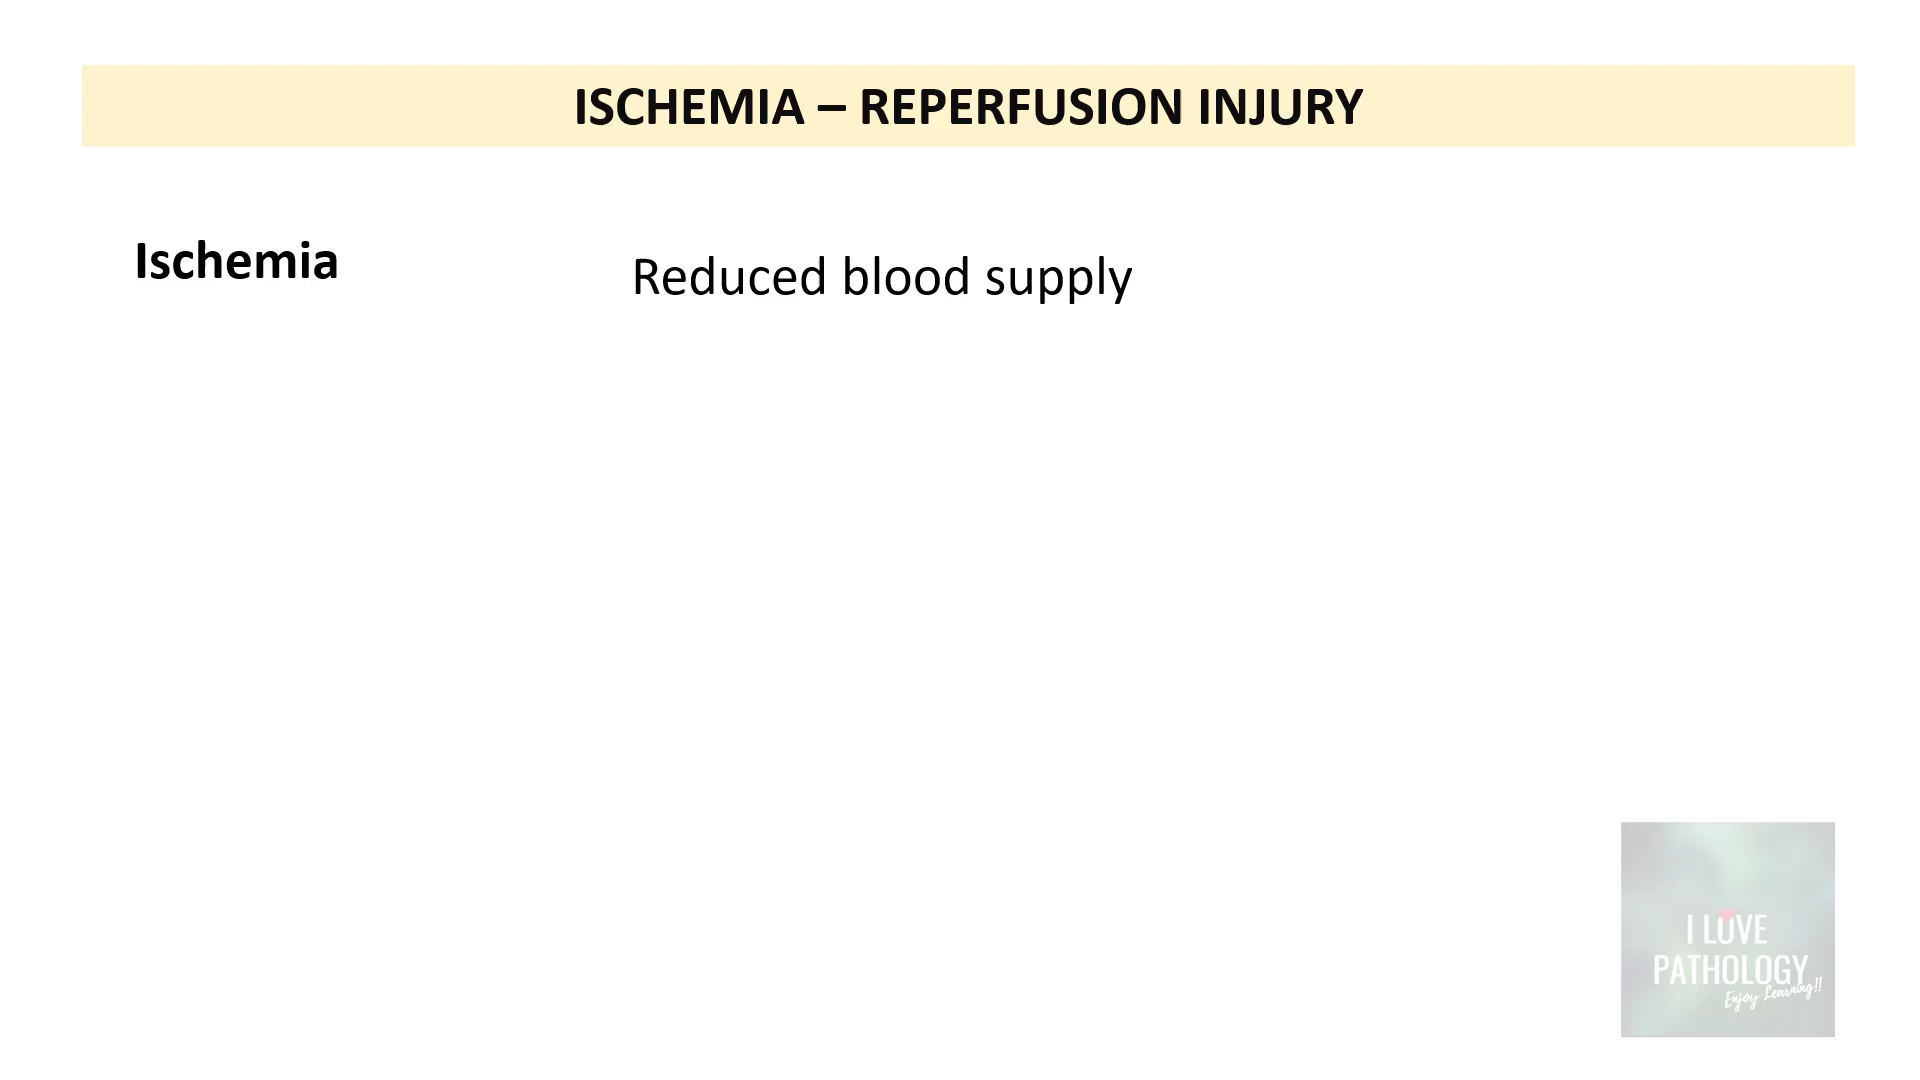 ISCHEMIA – REPERFUSION INJURY
Ischemia
Reduced blood supply
I LOVE
PATHOLOGY
Enjoy Learning!!